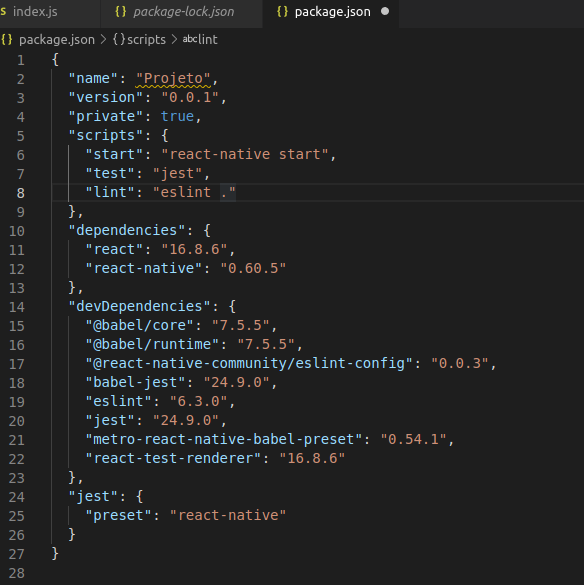 index.js package-lock.json package.json
package.json > {} scripts > abc lint
1 {
2 "name": "Projeto",
3 "version": "0.0.1",
4 "private": true,
5 "scripts": {
6 "start": "react-native start",
7 "test": "jest",
8 "lint": "eslint ."
9 },
10 "dependencies": {
11 "react": "16.8.6",
12 "react-native": "0.60.5"
13 },
14 "devDependencies": {
15 "@babel/core": "7.5.5",
16 "@babel/runtime": "7.5.5",
17 "@react-native-community/eslint-config": "0.0.3",
18 "babel-jest": "24.9.0",
19 "eslint": "6.3.0",
20 "jest": "24.9.0",
21 "metro-react-native-babel-preset": "0.54.1",
22 "react-test-renderer": "16.8.6"
23 },
24 "jest": {
25 "preset": "react-native"
26 }
27 }
28